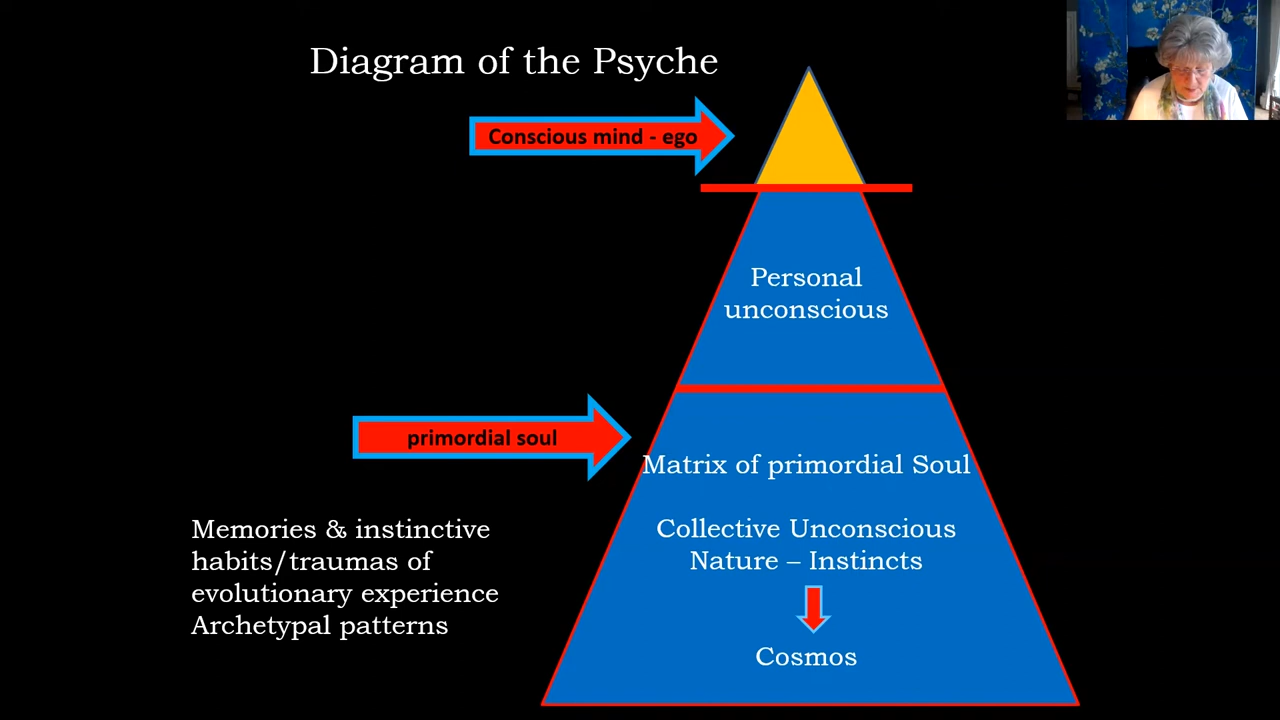 Diagram of the Psyche
Conscious mind - ego
Personal
unconscious
primordial soul
Matrix of primordial Soul
Collective Unconscious
Nature – Instincts
Cosmos
Memories & instinctive
habits/traumas of
evolutionary experience
Archetypal patterns